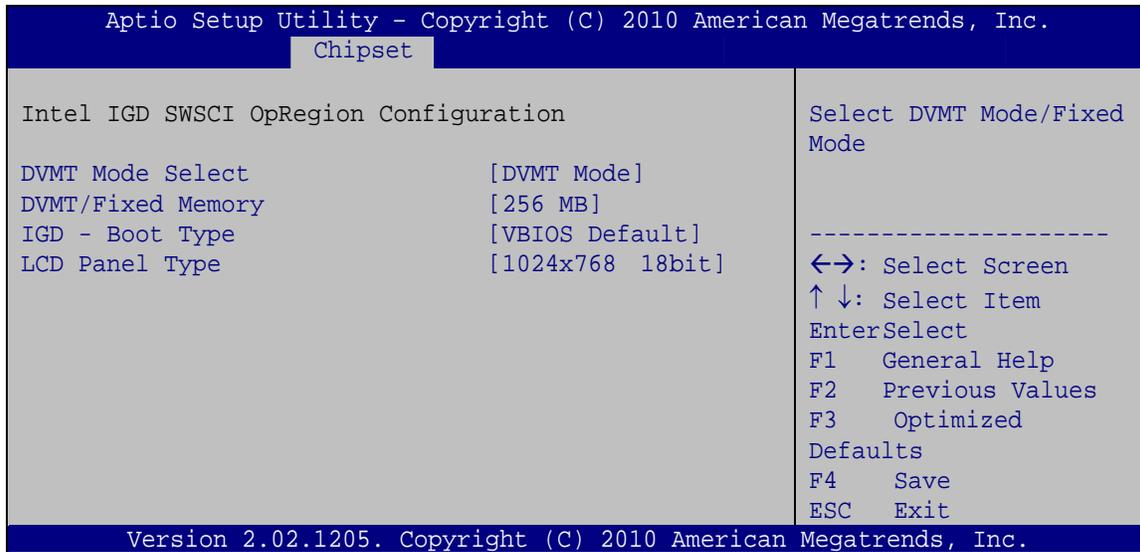 Aptio Setup Utility – Copyright (C) 2010 American Megatrends, Inc.
Chipset
Intel IGD SWSCI OpRegion Configuration
DVMT Mode Select [DVMT Mode]
DVMT/Fixed Memory [256 MB]
IGD - Boot Type [VBIOS Default]
LCD Panel Type [1024x768 18bit]
Select DVMT Mode/Fixed
Mode
---------------------
←→: Select Screen
↑ ↓: Select Item
EnterSelect
F1 General Help
F2 Previous Values
F3 Optimized
Defaults
F4 Save
ESC Exit
Version 2.02.1205. Copyright (C) 2010 American Megatrends, Inc.